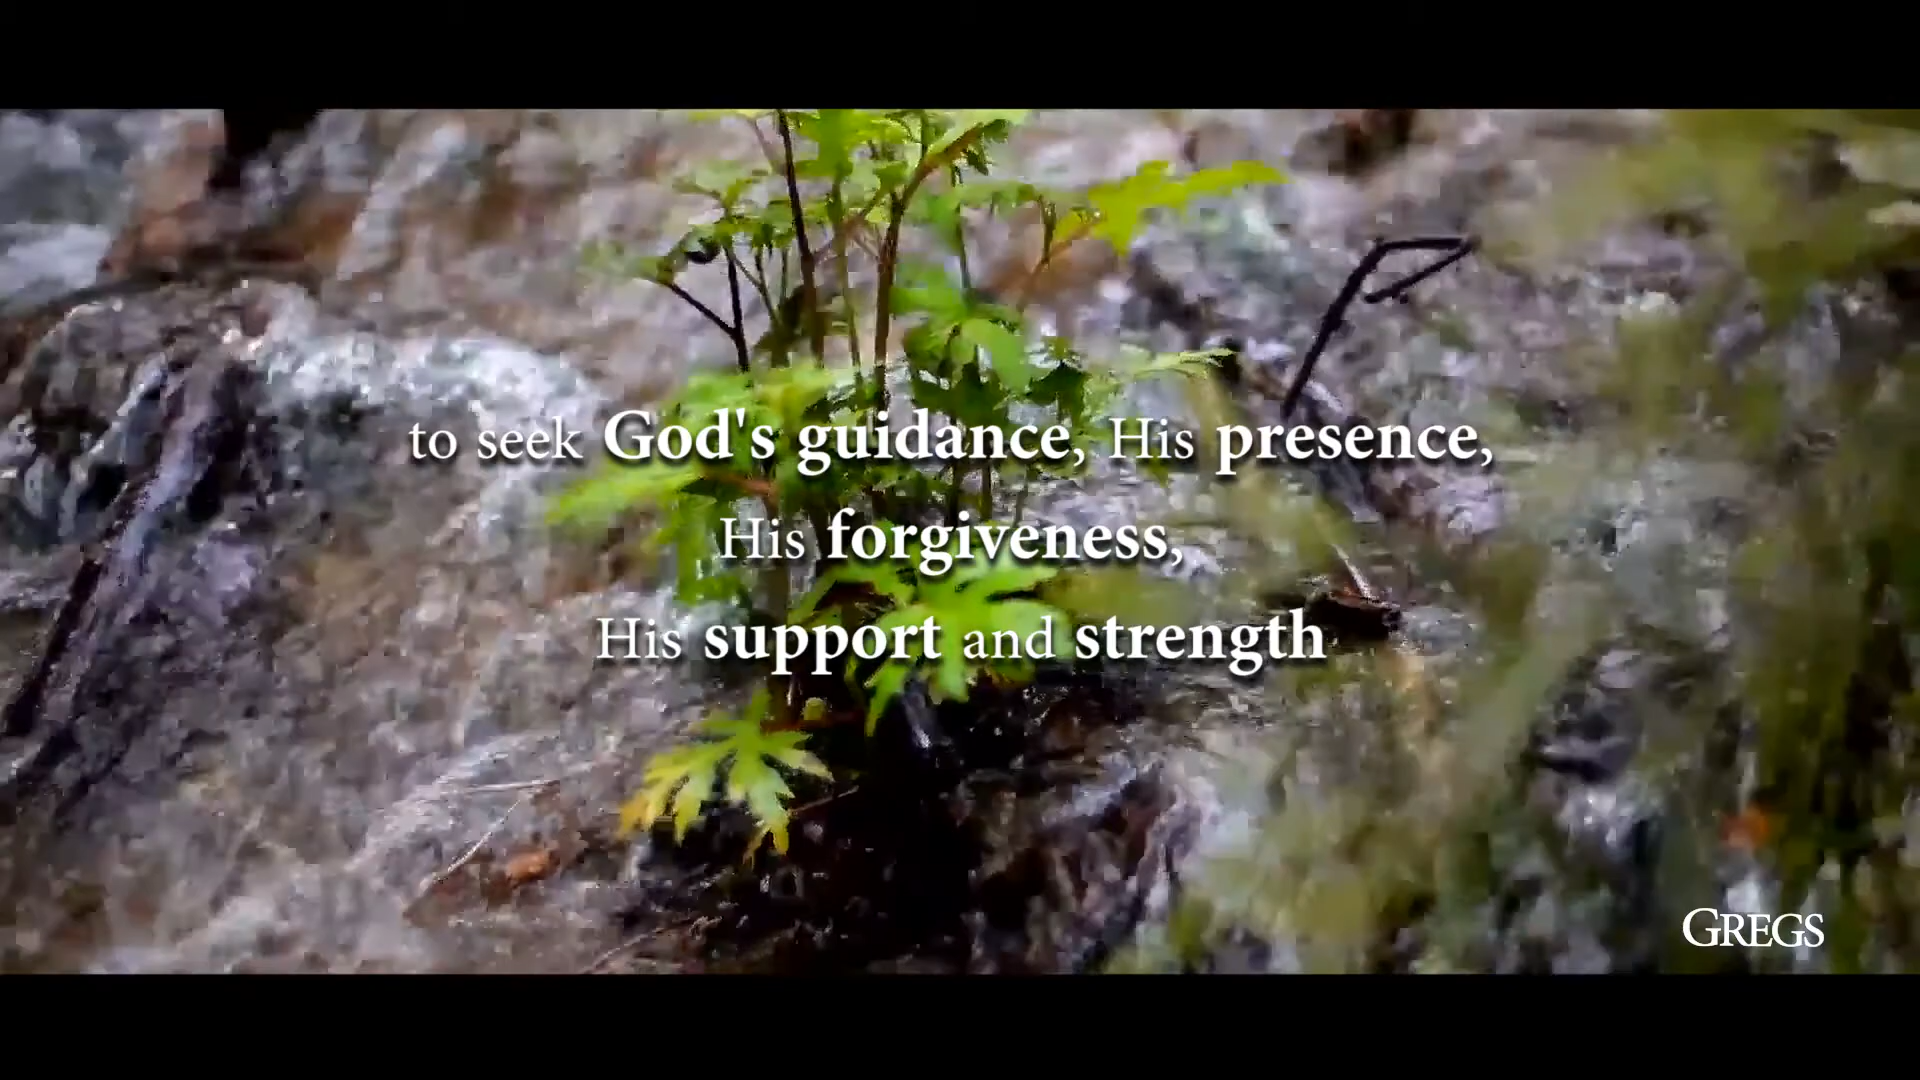 to seek God's guidance, His presence,
His forgiveness,
His support and strength
GREGS